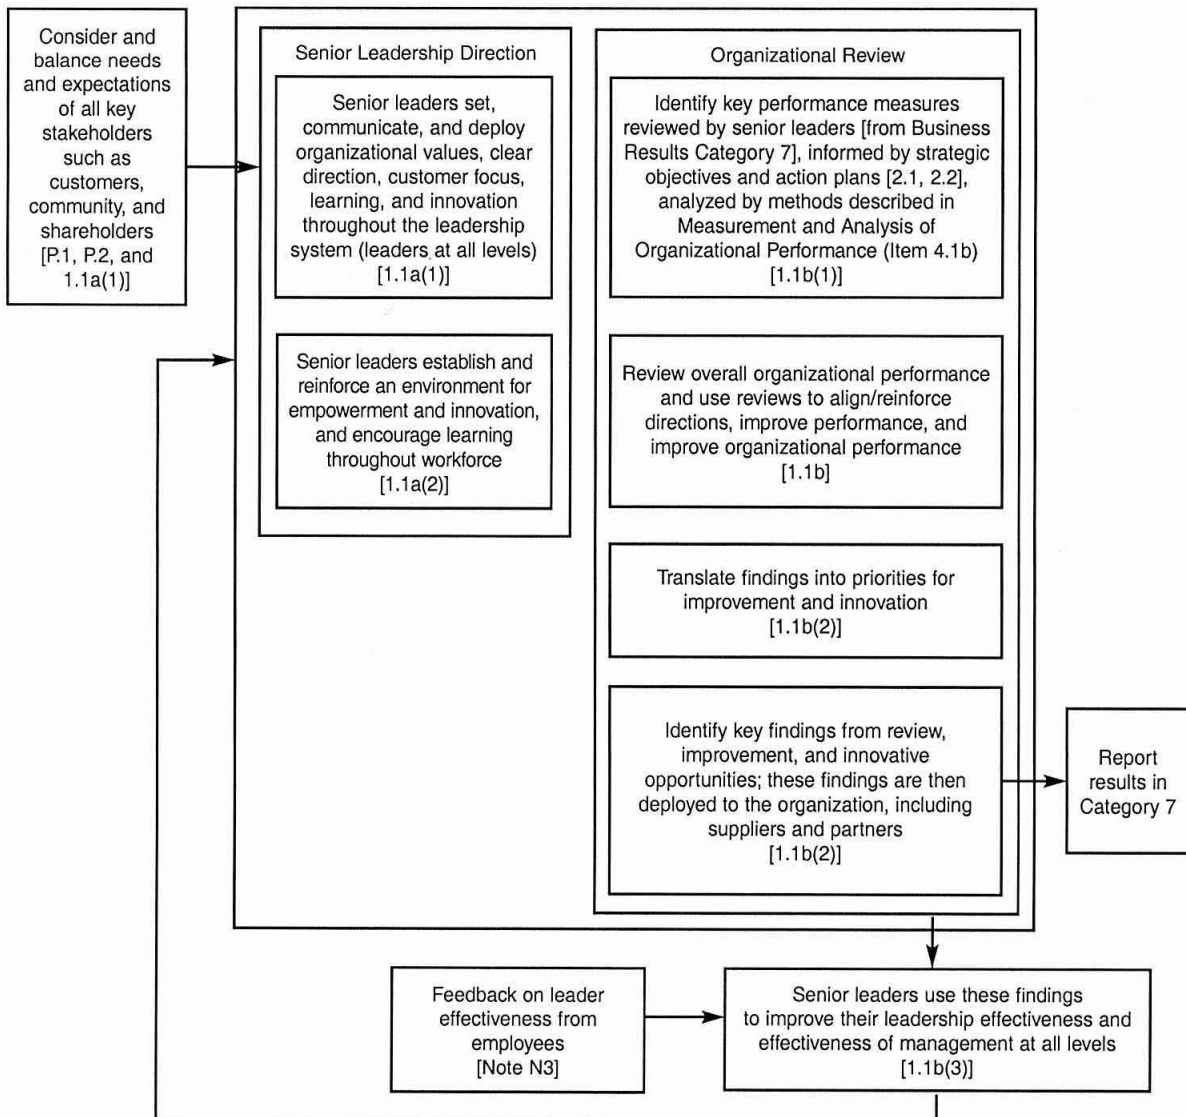 Consider and
balance needs
and expectations
of all key
stakeholders
such as
customers,
community, and
shareholders
[P.1, P.2, and
1.1a(1)]
Senior Leadership Direction
Senior leaders set,
communicate, and deploy
organizational values, clear
direction, customer focus,
learning, and innovation
throughout the leadership
system (leaders at all levels)
[1.1a(1)]
Senior leaders establish and
reinforce an environment for
empowerment and innovation,
and encourage learning
throughout workforce
[1.1a(2)]
Organizational Review
Identify key performance measures
reviewed by senior leaders [from Business
Results Category 7], informed by strategic
objectives and action plans [2.1, 2.2],
analyzed by methods described in
Measurement and Analysis of
Organizational Performance (Item 4.1b)
[1.1b(1)]
Review overall organizational performance
and use reviews to align/reinforce
directions, improve performance, and
improve organizational performance
[1.1b]
Translate findings into priorities for
improvement and innovation
[1.1b(2)]
Identify key findings from review,
improvement, and innovative
opportunities; these findings are then
deployed to the organization, including
suppliers and partners
[1.1b(2)]
Report
results in
Category 7
Feedback on leader
effectiveness from
employees
[Note N3]
Senior leaders use these findings
to improve their leadership effectiveness and
effectiveness of management at all levels
[1.1b(3)]